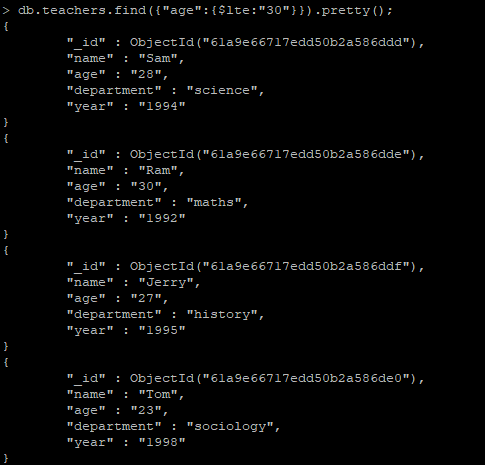 > db.teachers.find({"age":{$lte:"30"}}).pretty();
{
        "_id" : ObjectId("61a9e66717edd50b2a586ddd"),
        "name" : "Sam",
        "age" : "28",
        "department" : "science",
        "year" : "1994"
}
{
        "_id" : ObjectId("61a9e66717edd50b2a586dde"),
        "name" : "Ram",
        "age" : "30",
        "department" : "maths",
        "year" : "1992"
}
{
        "_id" : ObjectId("61a9e66717edd50b2a586ddf"),
        "name" : "Jerry",
        "age" : "27",
        "department" : "history",
        "year" : "1995"
}
{
        "_id" : ObjectId("61a9e66717edd50b2a586de0"),
        "name" : "Tom",
        "age" : "23",
        "department" : "sociology",
        "year" : "1998"
}